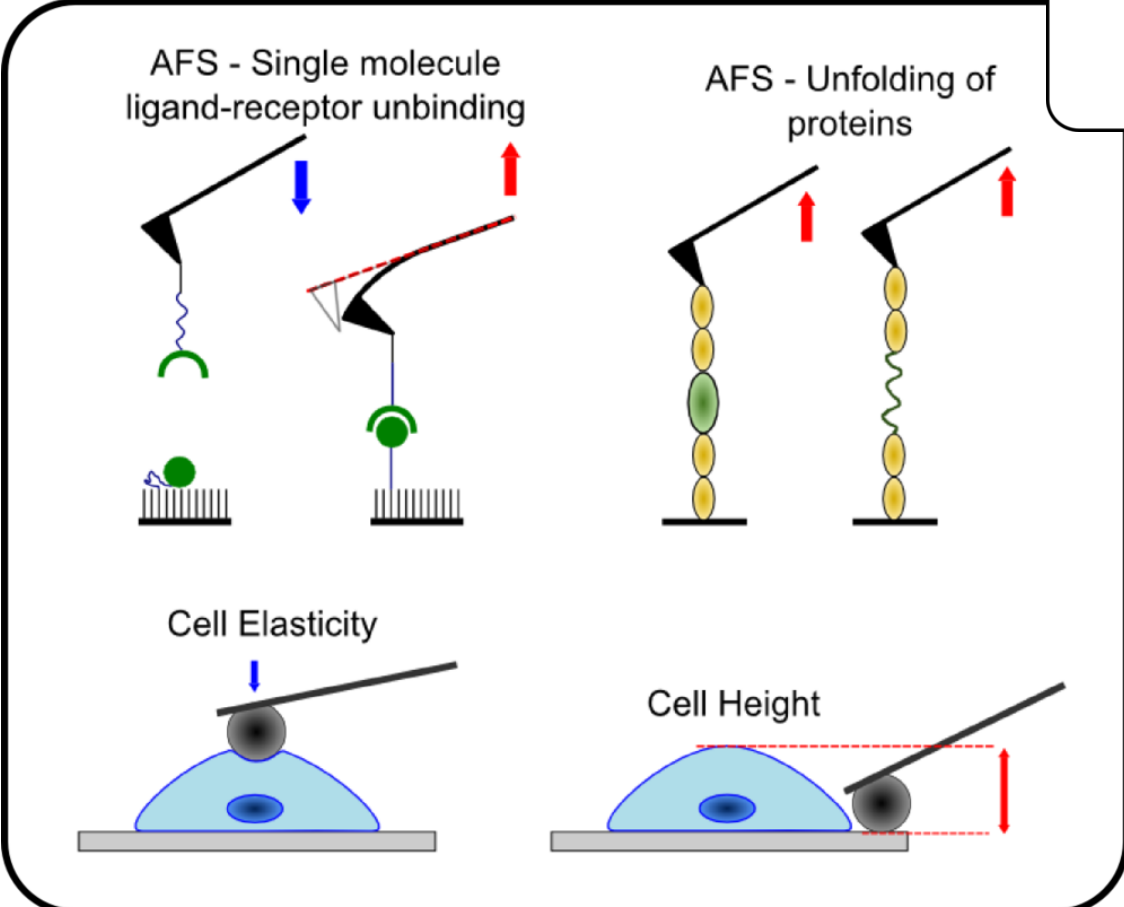 AFS - Single molecule
ligand-receptor unbinding
AFS - Unfolding of
proteins
Cell Elasticity
Cell Height